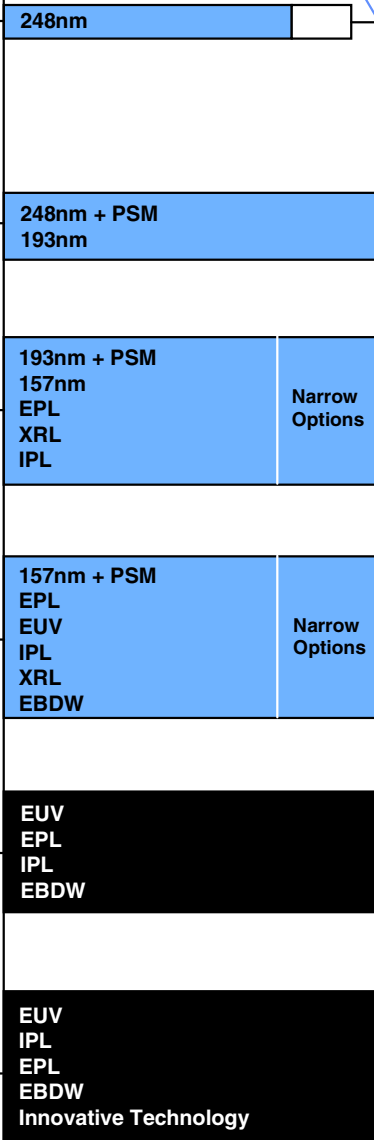 248nm
248nm + PSM
193nm
193nm + PSM
157nm
EPL
XRL
IPL
Narrow
Options
157nm + PSM
EPL
EUV
IPL
XRL
EBDW
Narrow
Options
EUV
EPL
IPL
EBDW
EUV
IPL
EPL
EBDW
Innovative Technology